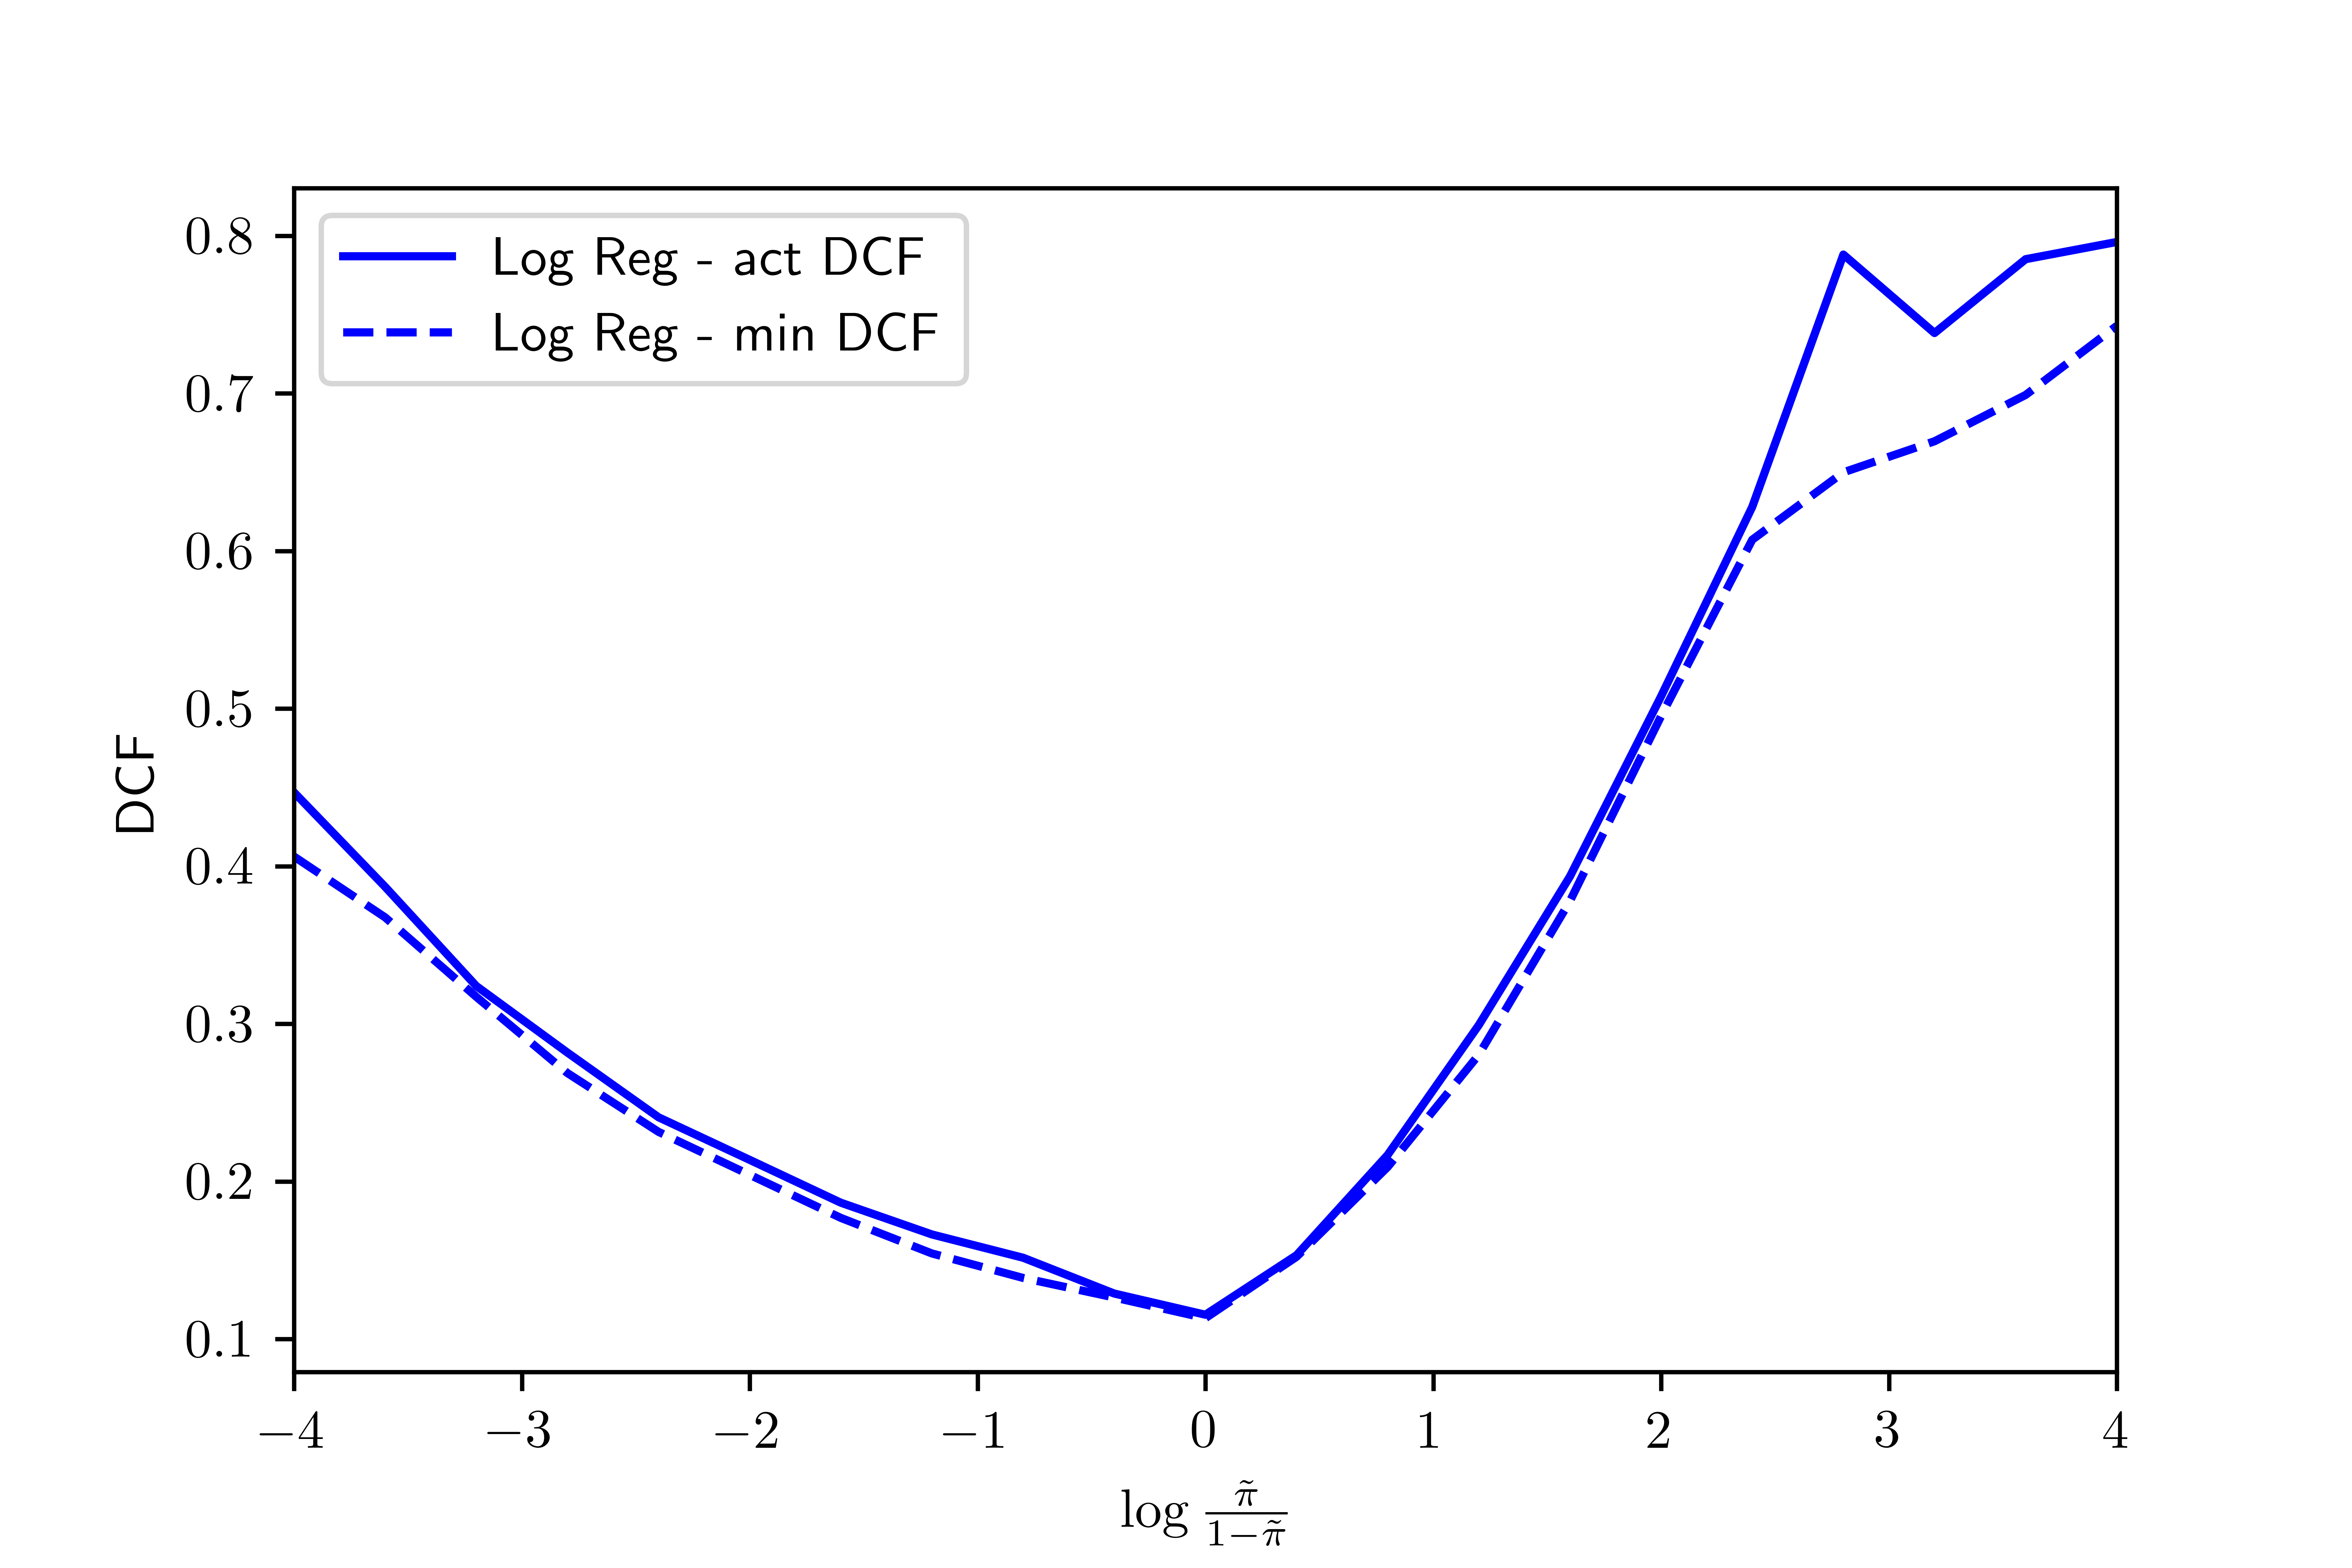 Log Reg - act DCF
Log Reg - min DCF
0.8
0.7
0.6
0.5
0.4
0.3
0.2
0.1
DCF
−4 −3 −2 −1 0 1 2 3 4
log π̃/(1−π̃)